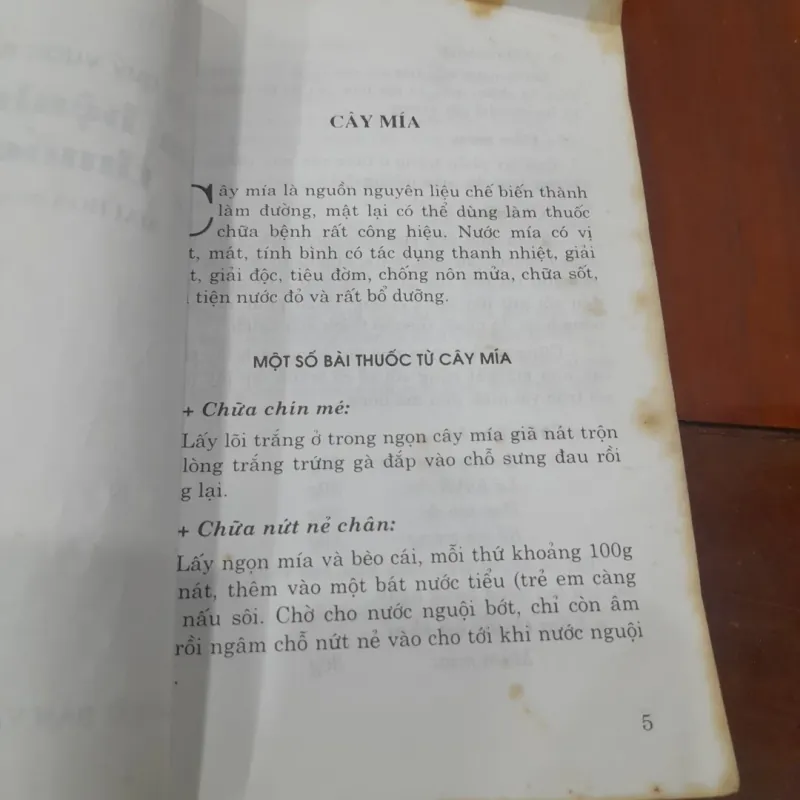 CÂY MÍA
Cây mía là nguồn nguyên liệu chế biến thành
làm đường, mật lại có thể dùng làm thuốc
chữa bệnh rất công hiệu. Nước mía có vị
t, mát, tính bình có tác dụng thanh nhiệt, giải
t, giải độc, tiêu đờm, chống nôn mửa, chữa sốt,
tiện nước đỏ và rất bổ dưỡng.
MỘT SỐ BÀI THUỐC TỪ CÂY MÍA
+ Chữa chín mé:
Lấy lõi trắng ở trong ngọn cây mía giã nát trộn
lòng trắng trứng gà đắp vào chỗ sưng đau rồi
g lại.
+ Chữa nứt nẻ chân:
Lấy ngọn mía và bèo cái, mỗi thứ khoảng 100g
nát, thêm vào một bát nước tiểu (trẻ em càng
nấu sôi. Chờ cho nước nguội bớt, chỉ còn âm
rồi ngâm chỗ nứt nẻ vào cho tới khi nước nguội
.
5